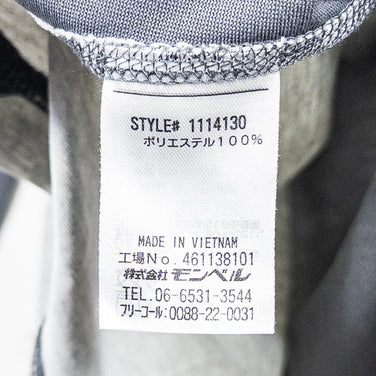 STYLE# 1114130
ポリエステル100%
MADE IN VIETNAM
工場No. 461138101
株式会社 モンベル
TEL.06-6531-3544
フリーコール:0088-22-0031